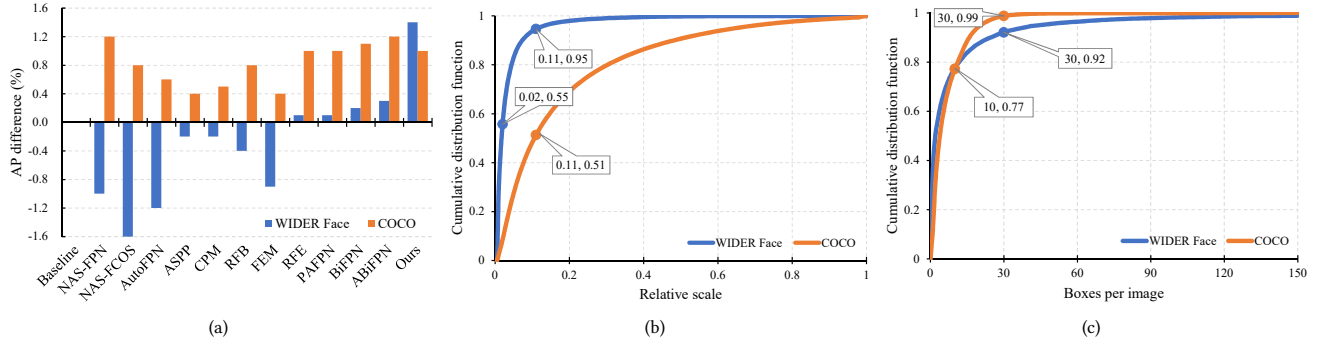 AP difference (%)
1.6
1.2
0.8
0.4
0.0
-0.4
-0.8
-1.2
-1.6
Baseline
NAS-FPN
NAS-FCOS
AutoFPN
ASPP
CPM
RFB
FEM
RFE
PAFPN
BiFPN
ABiFPN
Ours
WIDER Face
COCO
(a)
Cumulative distribution function
1
0.8
0.6
0.4
0.2
0
0
0.2
0.4
0.6
0.8
1
0.11, 0.95
0.02, 0.55
0.11, 0.51
WIDER Face
COCO
Relative scale
(b)
Cumulative distribution function
1
0.8
0.6
0.4
0.2
0
0
30
60
90
120
150
30, 0.99
30, 0.92
10, 0.77
WIDER Face
COCO
Boxes per image
(c)